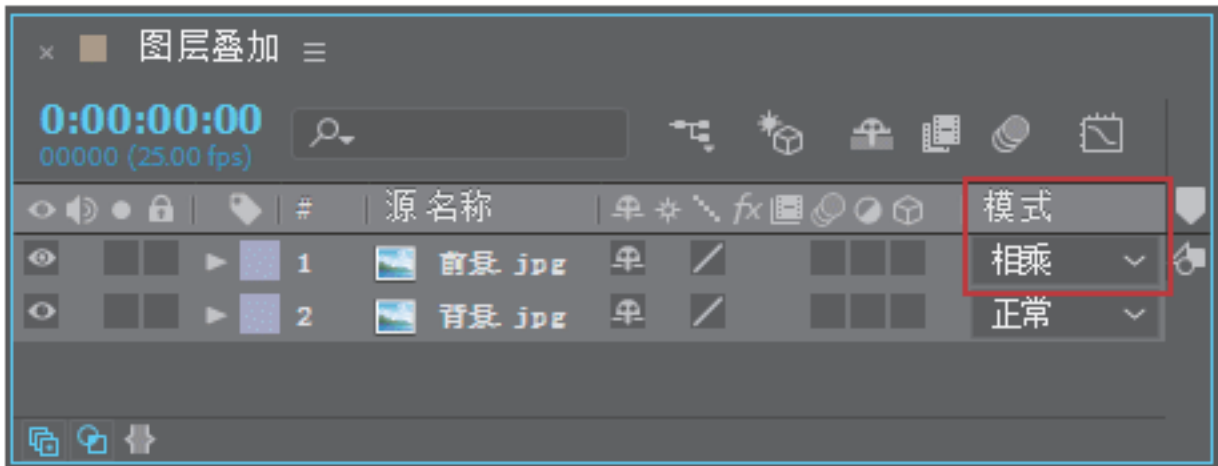 图层叠加
0:00:00:00
00000 (25.00 fps)
# 源名称 fx 模式
1 前景.jpg 相乘
2 背景.jpg 正常